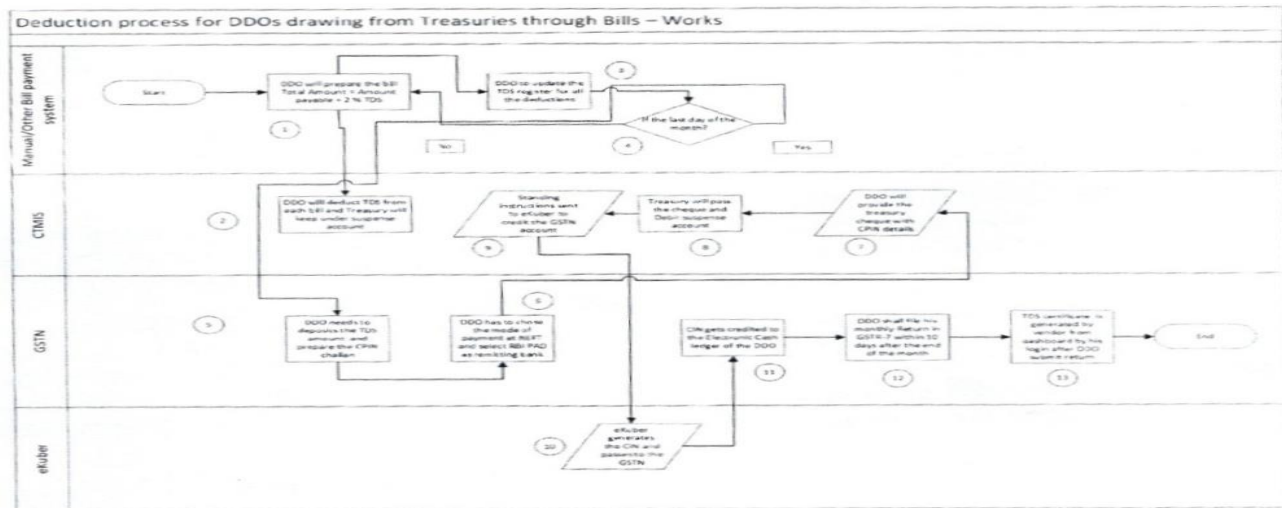 Deduction process for DDOs drawing from Treasuries through Bills – Works
Manual/Other Bill payment
system
Start
DDO will prepare the bill
Total Amount = Amount
payable + 2 % TDS
1
DDO to update the
TDS register for all
the deductions
3
If the last day of the
month?
4
No
Yes
CTMIS
2
DDO will deduct TDS from
each bill and Treasury will
keep under suspense
account
Standing
instructions sent
to eKuber to
credit the GSTN
account
9
Treasury will pass
the cheque and
Debit suspense
account
8
DDO will
provide the
treasury
cheque with
CPIN details
7
GSTN
5
DDO needs to
deposits the TDS
amount and
prepare the CPIN
challan
DDO has to chose
the mode of
payment at NEFT
and select RBI PAD
as remitting bank
6
CIN gets credited to
the Electronic Cash
ledger of the DDO
11
DDO shall file his
monthly Return in
GSTR-7 within 10
days after the end
of the month
12
TDS certificate is
generated by
vendor from
dashboard by his
login after DDO
submit return
13
End
eKuber
10
eKuber
generates
the CIN and
passes to the
GSTN